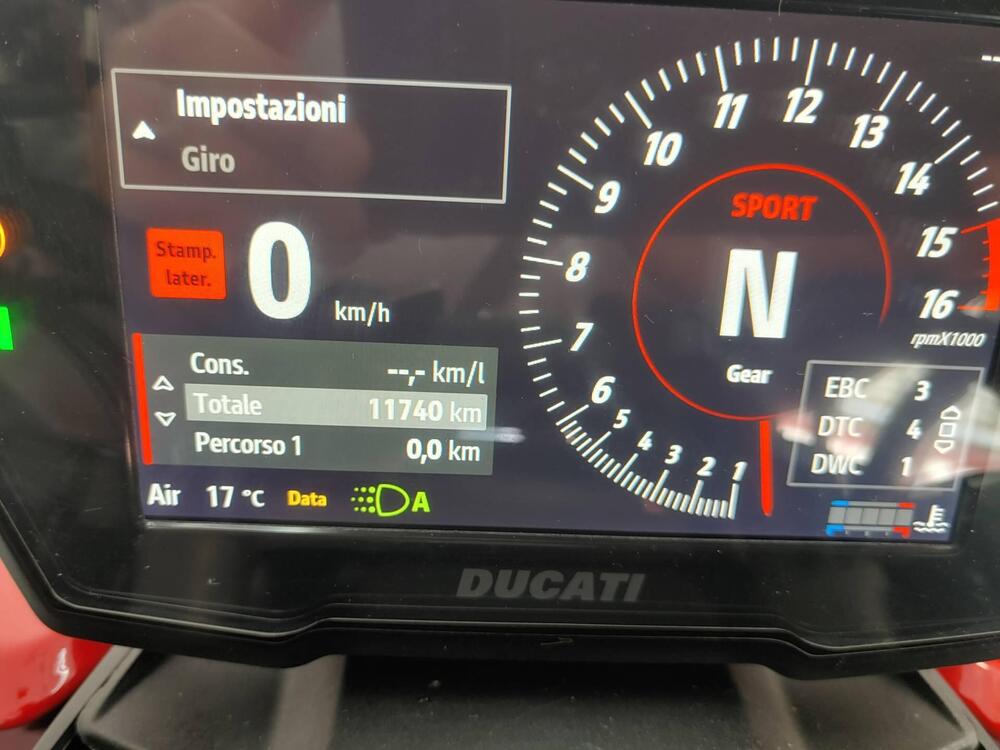 Impostazioni
Giro
Stamp.
later.
0 km/h
Cons. --,- km/l
Totale 11740 km
Percorso 1 0,0 km
Air 17 °C Data A
1
2
3
4
5
6
7
8
9
10
11
12
13
14
15
16
rpmX1000
SPORT
N
Gear
EBC 3
DTC 4
DWC 1
DUCATI